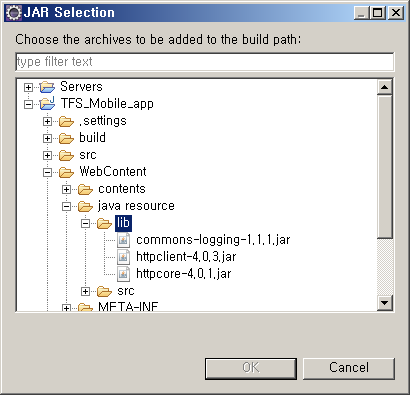 JAR Selection
Choose the archives to be added to the build path:
type filter text
Servers
TFS_Mobile_app
.settings
build
src
WebContent
contents
java resource
lib
commons-logging-1.1.1.jar
httpclient-4.0.3.jar
httpcore-4.0.1.jar
src
META-INF
OK
Cancel